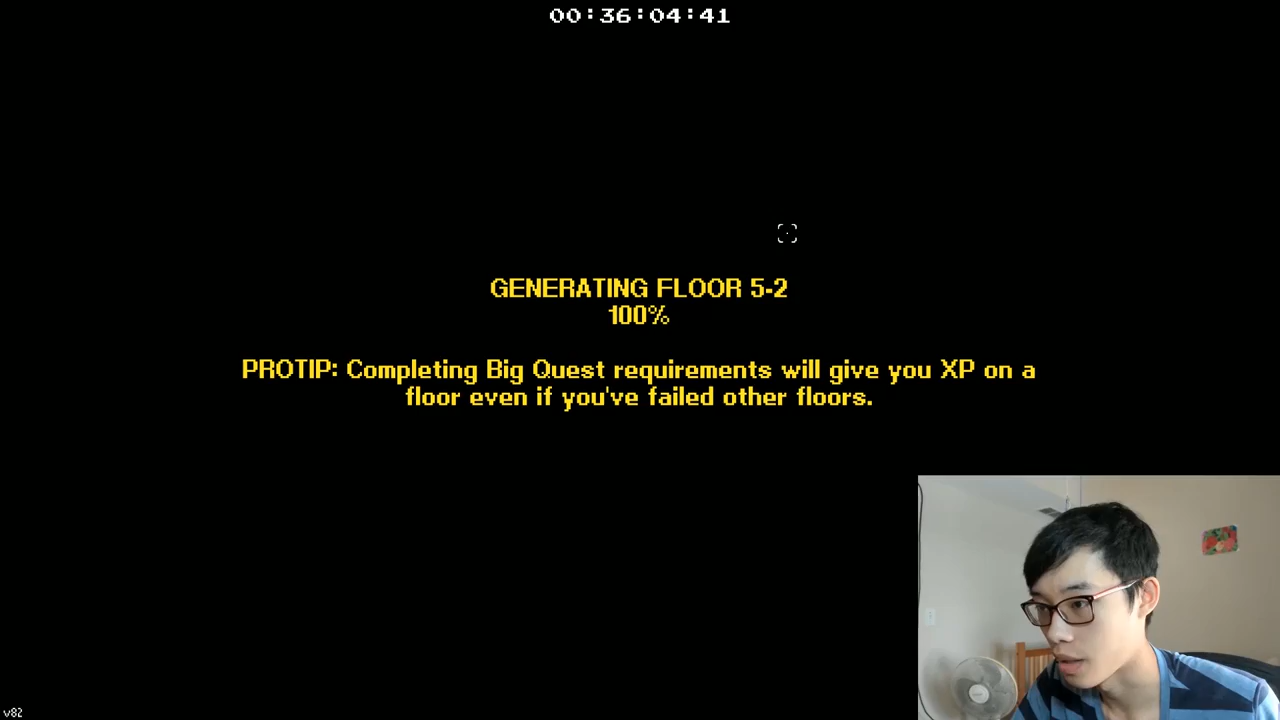 00:36:04:41
GENERATING FLOOR 5-2
100%
PROTIP: Completing Big Quest requirements will give you XP on a
floor even if you've failed other floors.
v82